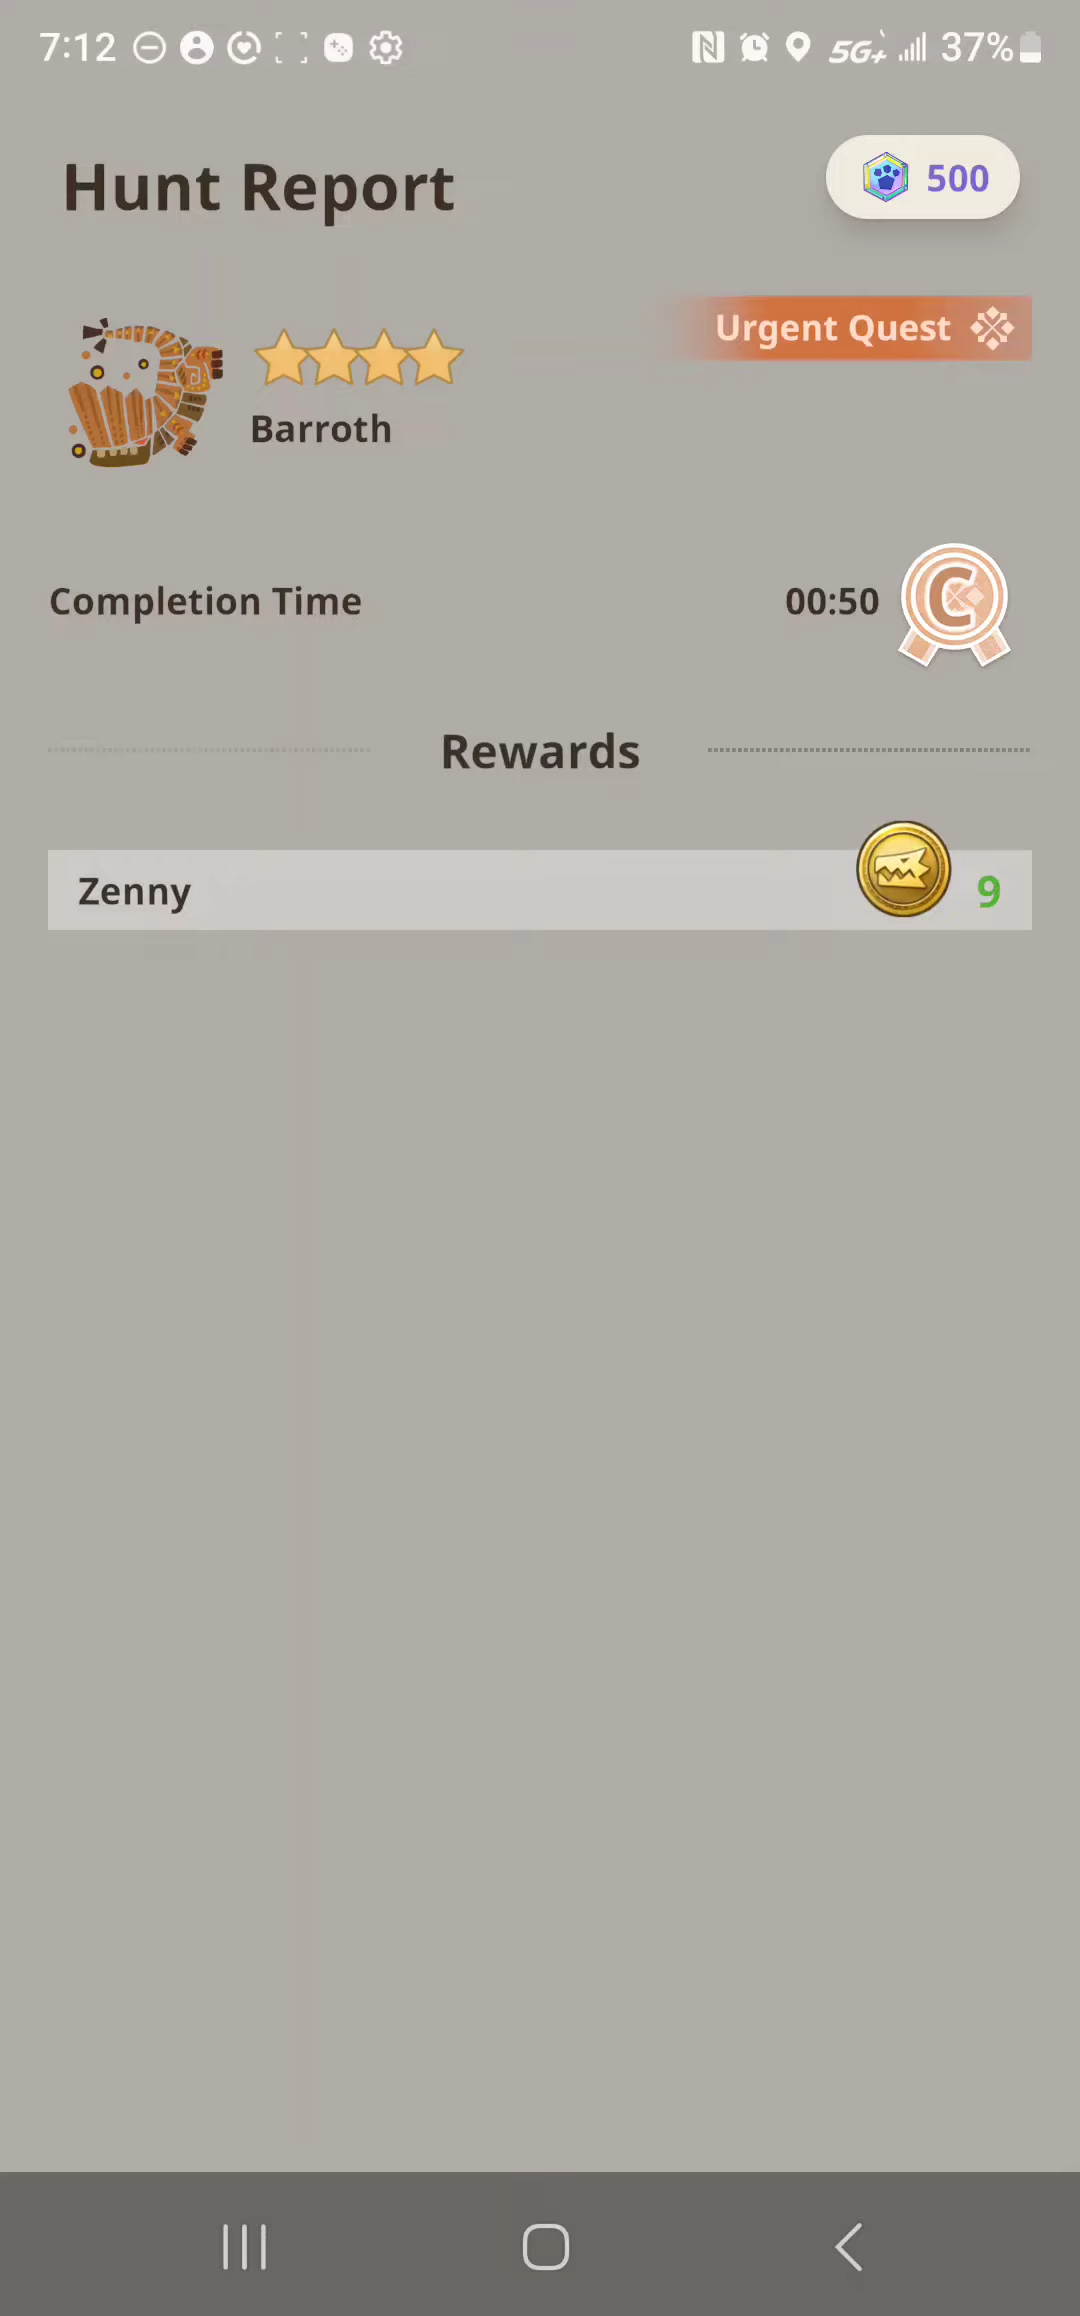 7:12
5G+
37%
Hunt Report
500
Urgent Quest
Barroth
Completion Time
00:50
C
Rewards
Zenny
9